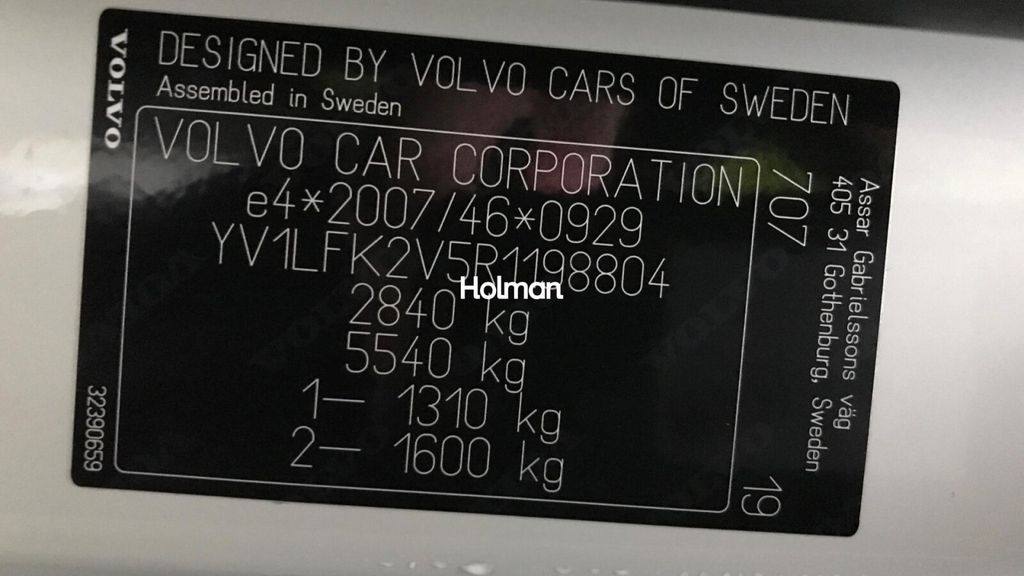 VOLVO
DESIGNED BY VOLVO CARS OF SWEDEN
Assembled in Sweden
VOLVO CAR CORPORATION
e4*2007/46*0929
YV1LFK2V5R1198804
Holman.
2840 kg
5540 kg
1— 1310 kg
2— 1600 kg
707
19
Assar Gabrielssons väg
405 31 Gothenburg, Sweden
32390659